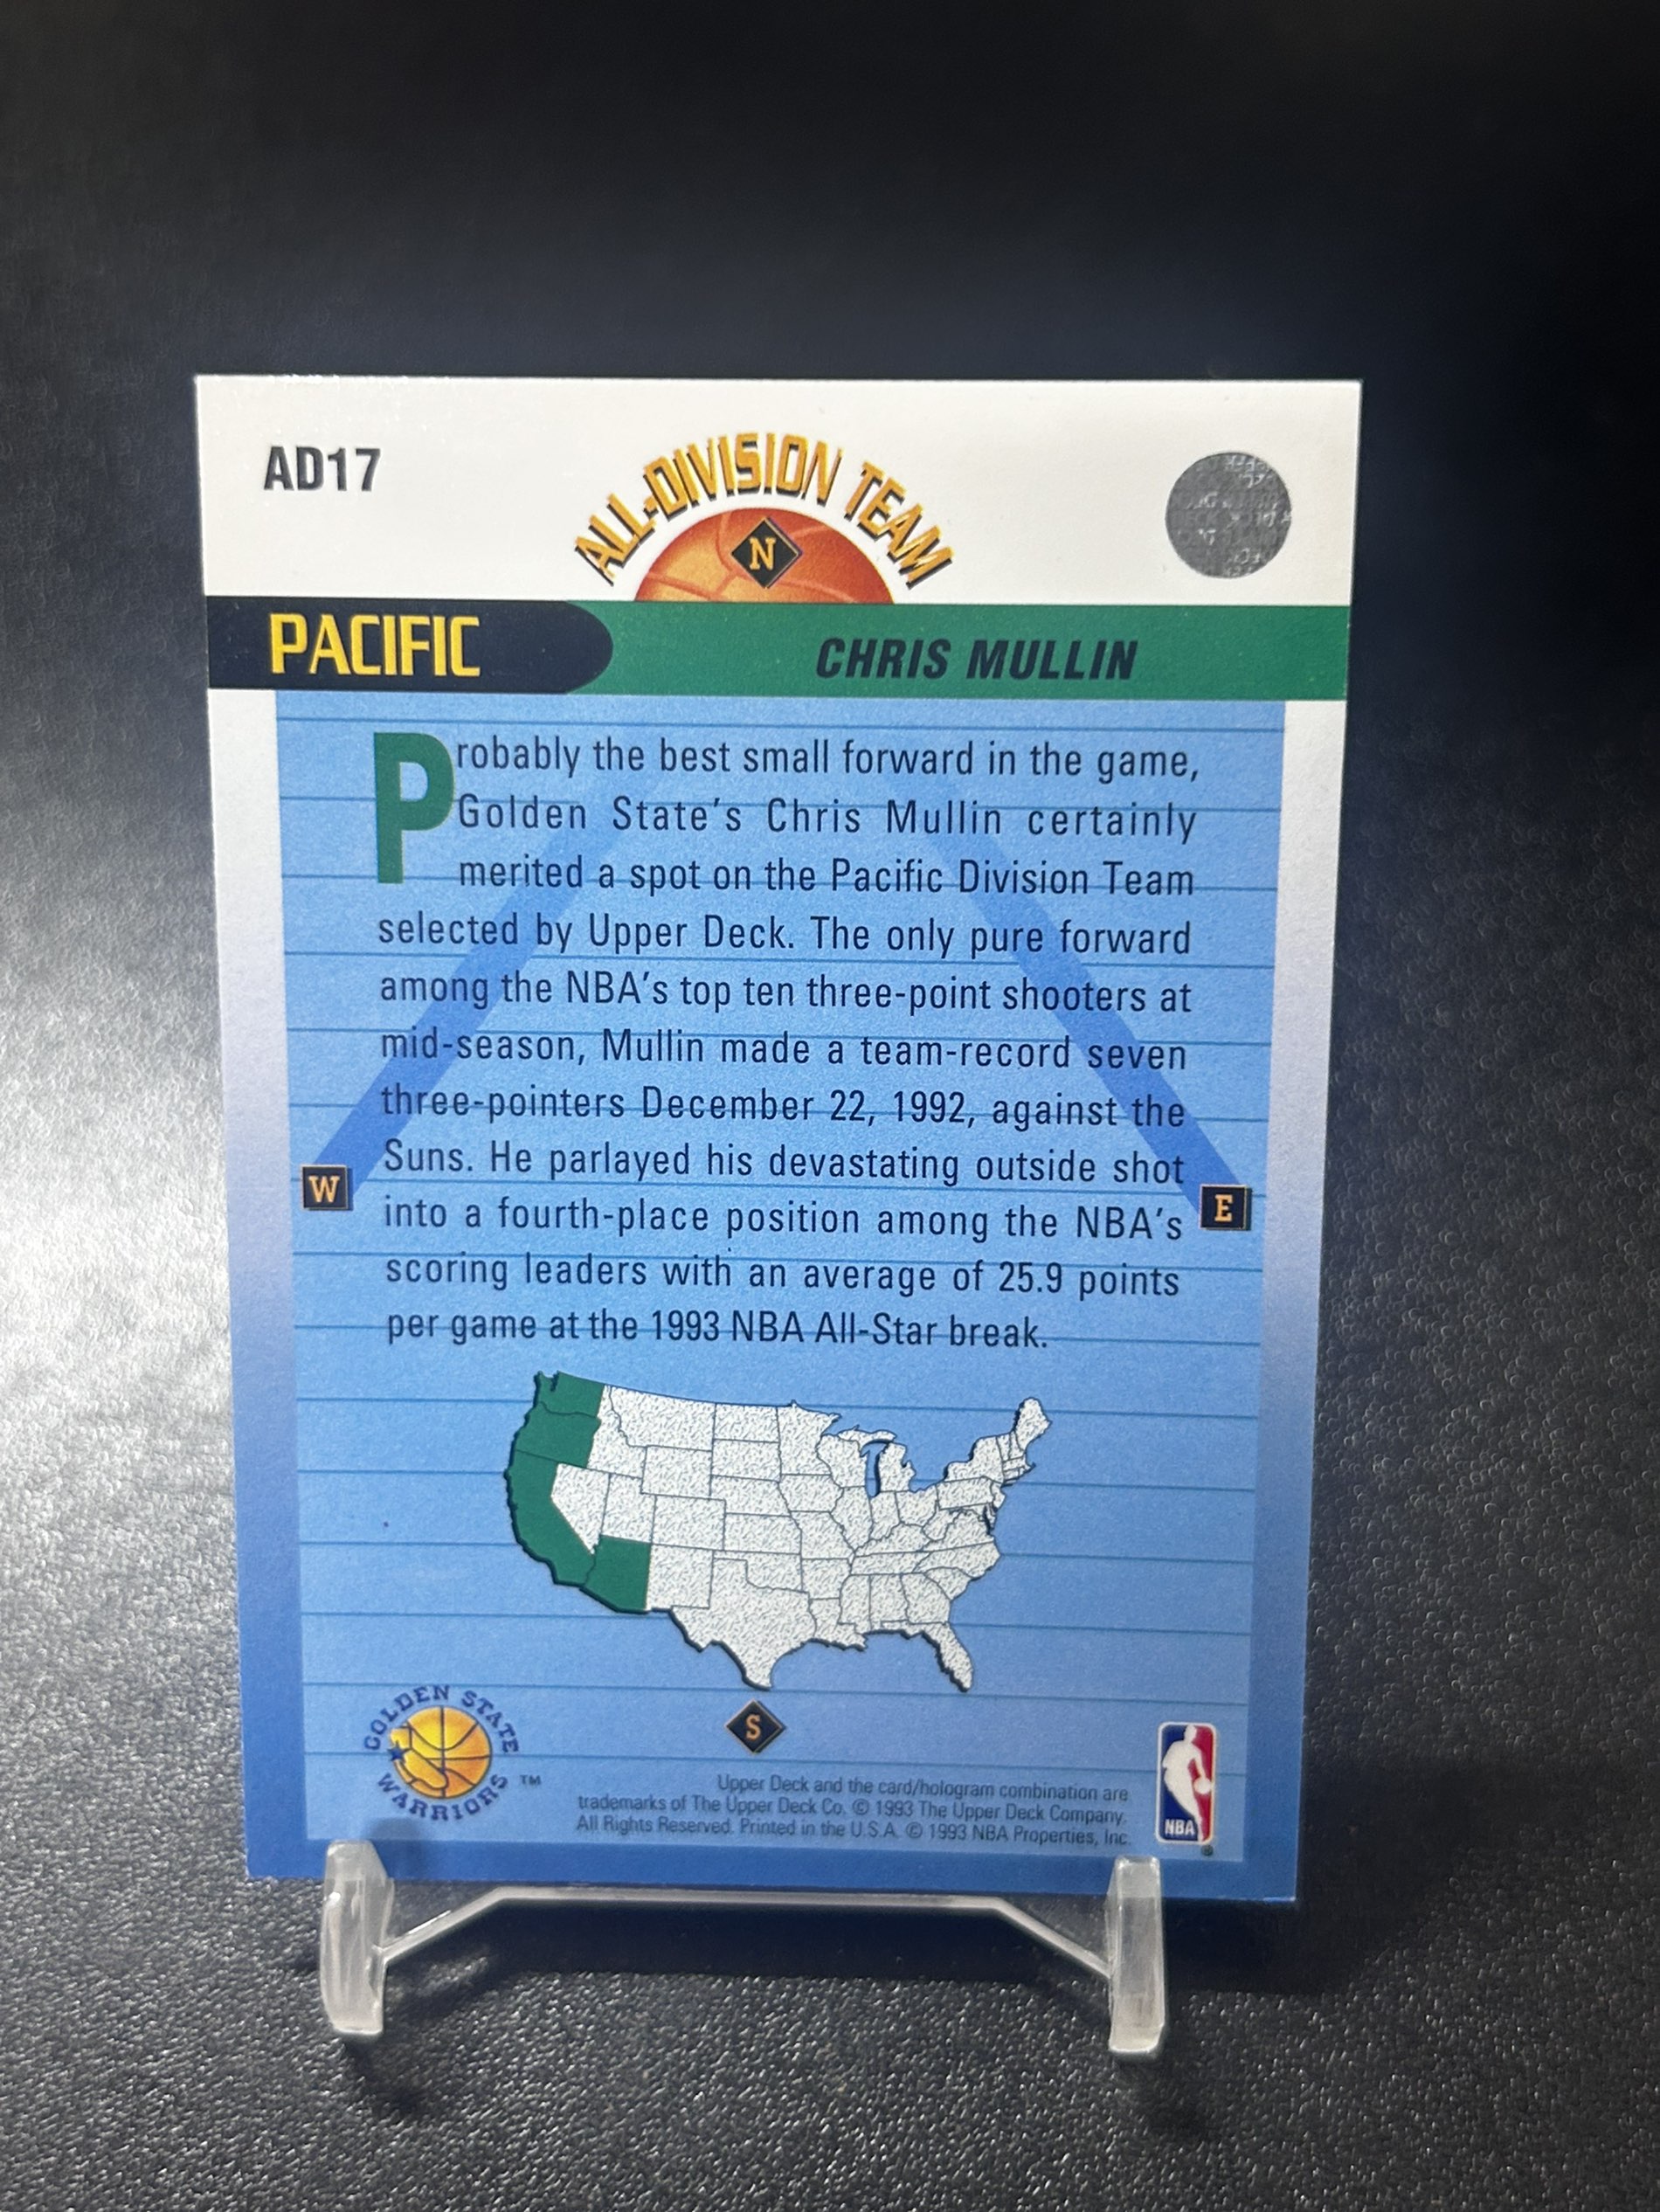 AD17
ALL-DIVISION TEAM
N
PACIFIC
CHRIS MULLIN
Probably the best small forward in the game,
Golden State's Chris Mullin certainly
merited a spot on the Pacific Division Team
selected by Upper Deck. The only pure forward
among the NBA's top ten three-point shooters at
mid-season, Mullin made a team-record seven
three-pointers December 22, 1992, against the
Suns. He parlayed his devastating outside shot
into a fourth-place position among the NBA's
scoring leaders with an average of 25.9 points
per game at the 1993 NBA All-Star break.
W
E
S
GOLDEN STATE
WARRIORS ™
Upper Deck and the card/hologram combination are
trademarks of The Upper Deck Co. © 1993 The Upper Deck Company.
All Rights Reserved. Printed in the U.S.A. © 1993 NBA Properties, Inc.
NBA
®